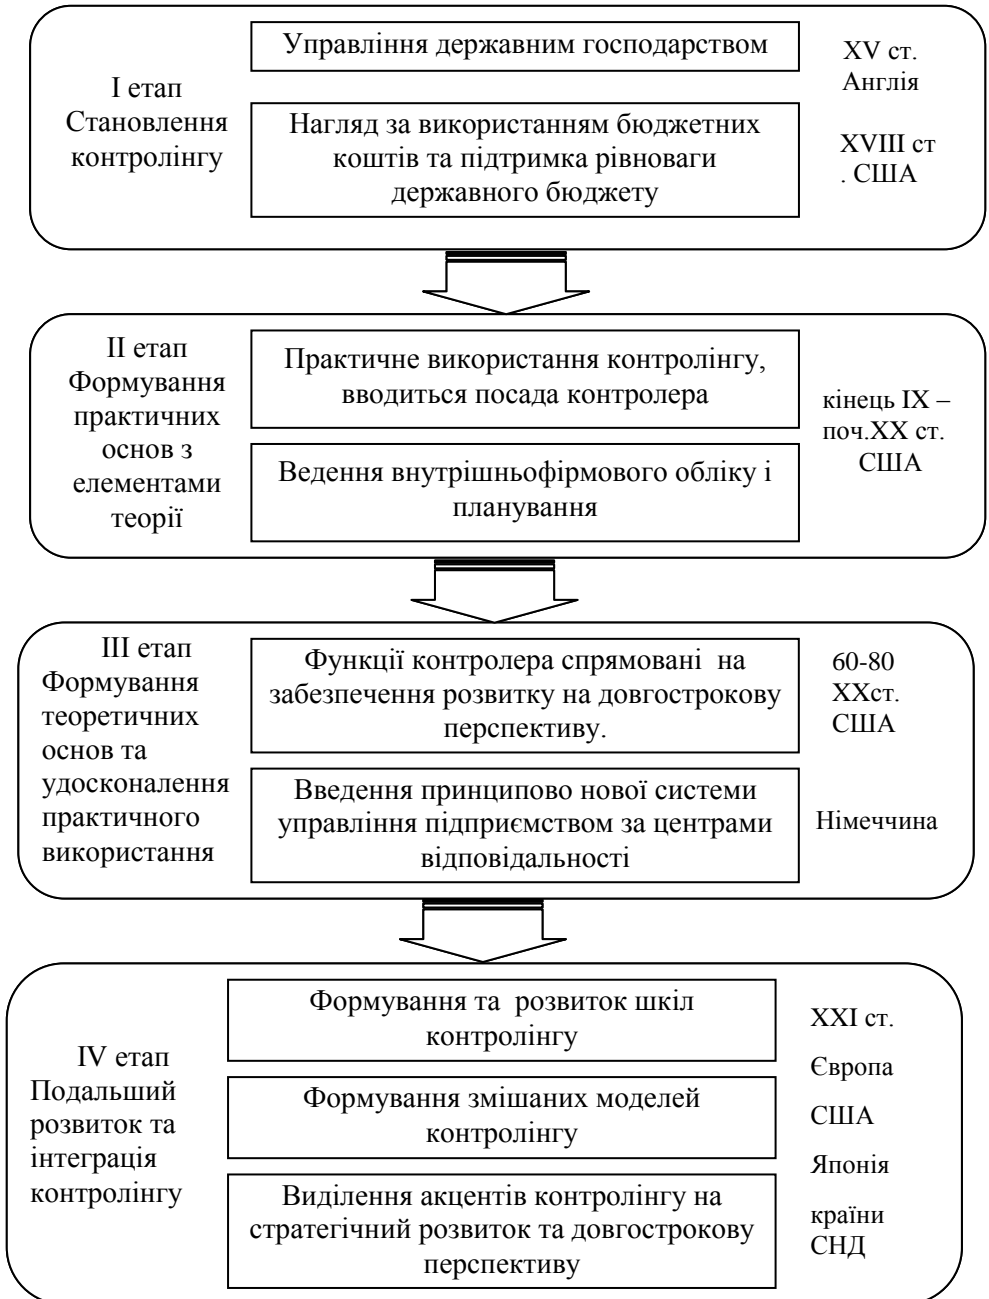 І етап
Становлення
контролінгу
Управління державним господарством
Нагляд за використанням бюджетних
коштів та підтримка рівноваги
державного бюджету
XV ст.
Англія
XVIII ст
. США
ІІ етап
Формування
практичних
основ з
елементами
теорії
Практичне використання контролінгу,
вводиться посада контролера
Ведення внутрішньофірмового обліку і
планування
кінець IX –
поч.XX ст.
США
ІІІ етап
Формування
теоретичних
основ та
удосконалення
практичного
використання
Функції контролера спрямовані на
забезпечення розвитку на довгострокову
перспективу.
Введення принципово нової системи
управління підприємством за центрами
відповідальності
60-80
XXст.
США
Німеччина
IV етап
Подальший
розвиток та
інтеграція
контролінгу
Формування та розвиток шкіл
контролінгу
Формування змішаних моделей
контролінгу
Виділення акцентів контролінгу на
стратегічний розвиток та довгострокову
перспективу
XXI ст.
Європа
США
Японія
країни
СНД